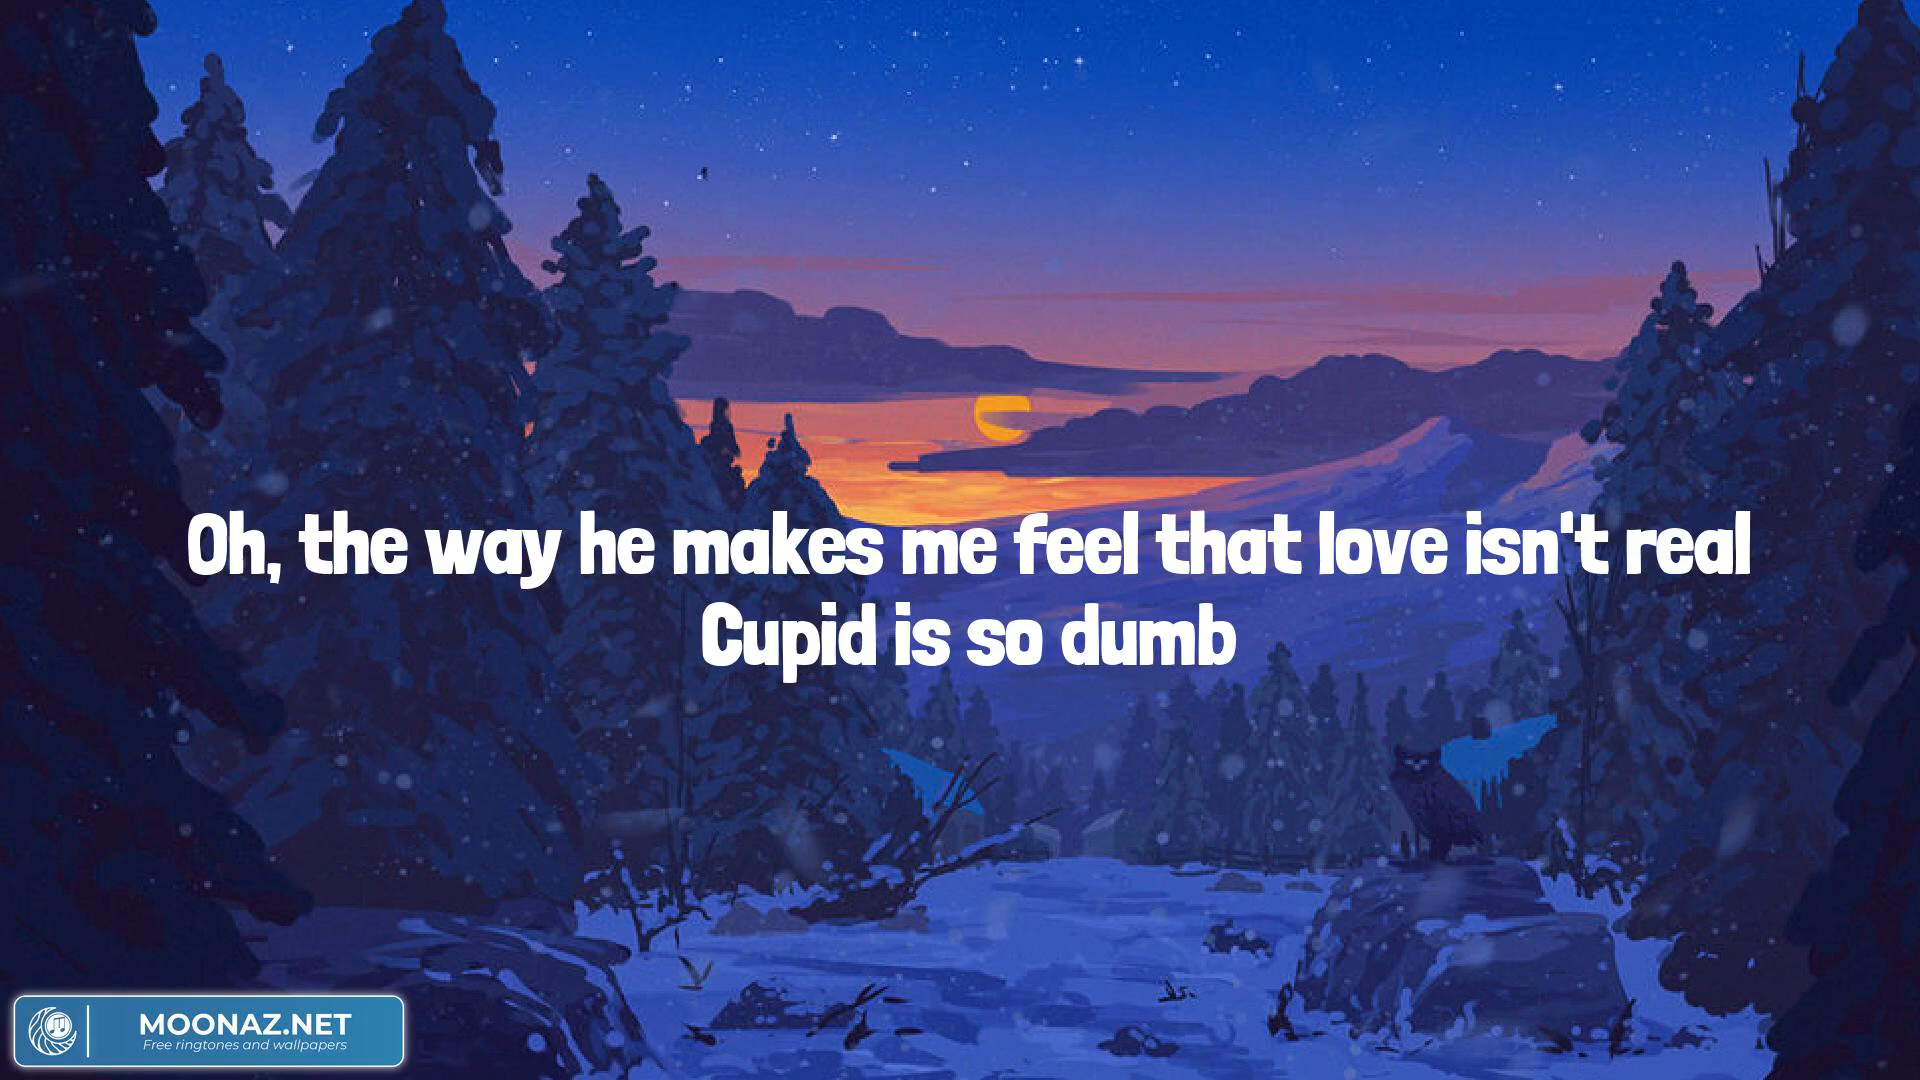 Oh, the way he makes me feel that love isn't real
Cupid is so dumb
MOONAZ.NET
Free ringtones and wallpapers